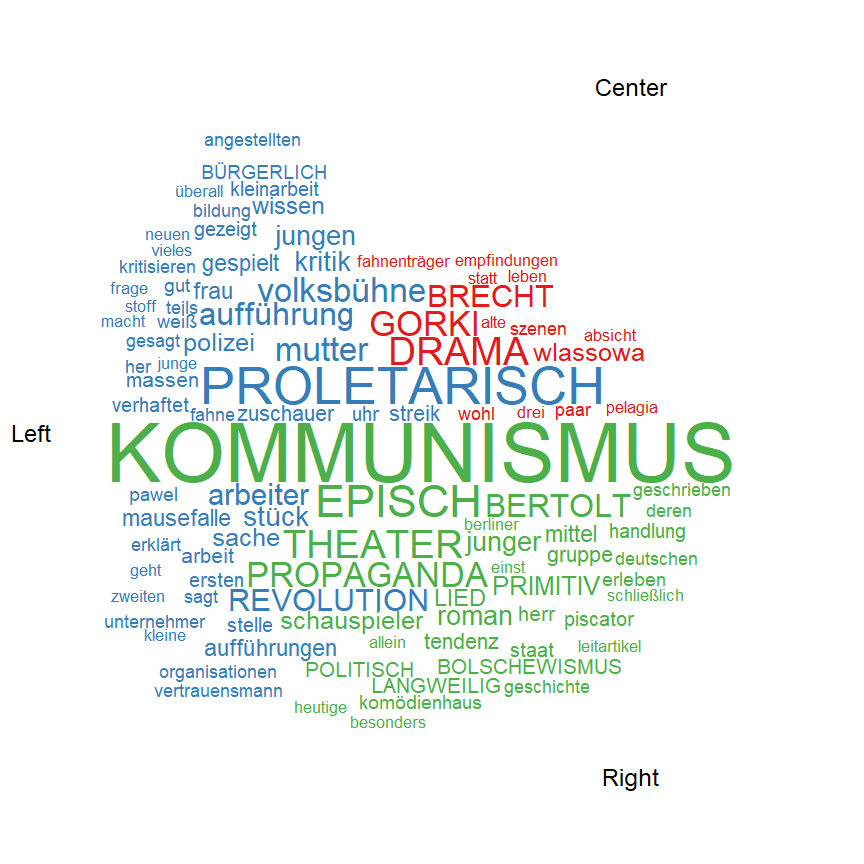 Center
angestellten
BÜRGERLICH
überall kleinarbeit
bildung wissen
neuen gezeigt jungen
vieles
kritisieren gespielt kritik fahnenträger empfindungen
frage gut frau volksbühne BRECHT statt leben
stoff teils aufführung GORKI alte szenen
macht weiß
gesagt polizei mutter DRAMA wlassowa absicht
her junge
massen PROLETARISCH
verhaftet fahne zuschauer uhr streik wohl drei paar pelagia
Left KOMMUNISMUS
pawel arbeiter EPISCH BERTOLT geschrieben
mausefalle stück berliner deren
erklärt sache THEATER junger mittel handlung
arbeit gruppe deutschen
geht ersten PROPAGANDA einst PRIMITIV erleben
zweiten sagt REVOLUTION LIED schließlich
unternehmer stelle schauspieler roman herr piscator
kleine
aufführungen allein tendenz staat leitartikel
organisationen POLITISCH BOLSCHEWISMUS
vertrauensmann LANGWEILIG geschichte
heutige komödienhaus
besonders
Right